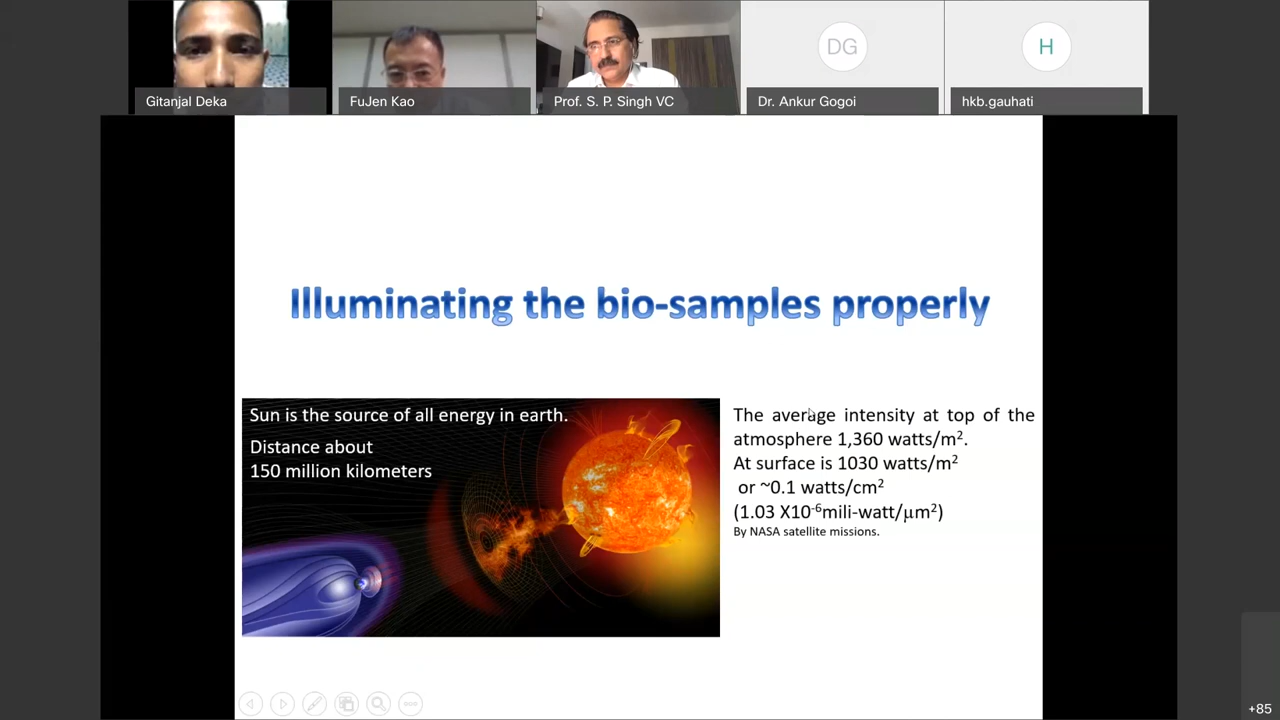 Gitanjal Deka
FuJen Kao
Prof. S. P. Singh VC
DG
Dr. Ankur Gogoi
H
hkb.gauhati
Illuminating the bio-samples properly
Sun is the source of all energy in earth.
Distance about
150 million kilometers
The average intensity at top of the
atmosphere 1,360 watts/m².
At surface is 1030 watts/m²
or ~0.1 watts/cm²
(1.03 X10⁻⁶mili-watt/μm²)
By NASA satellite missions.
+85